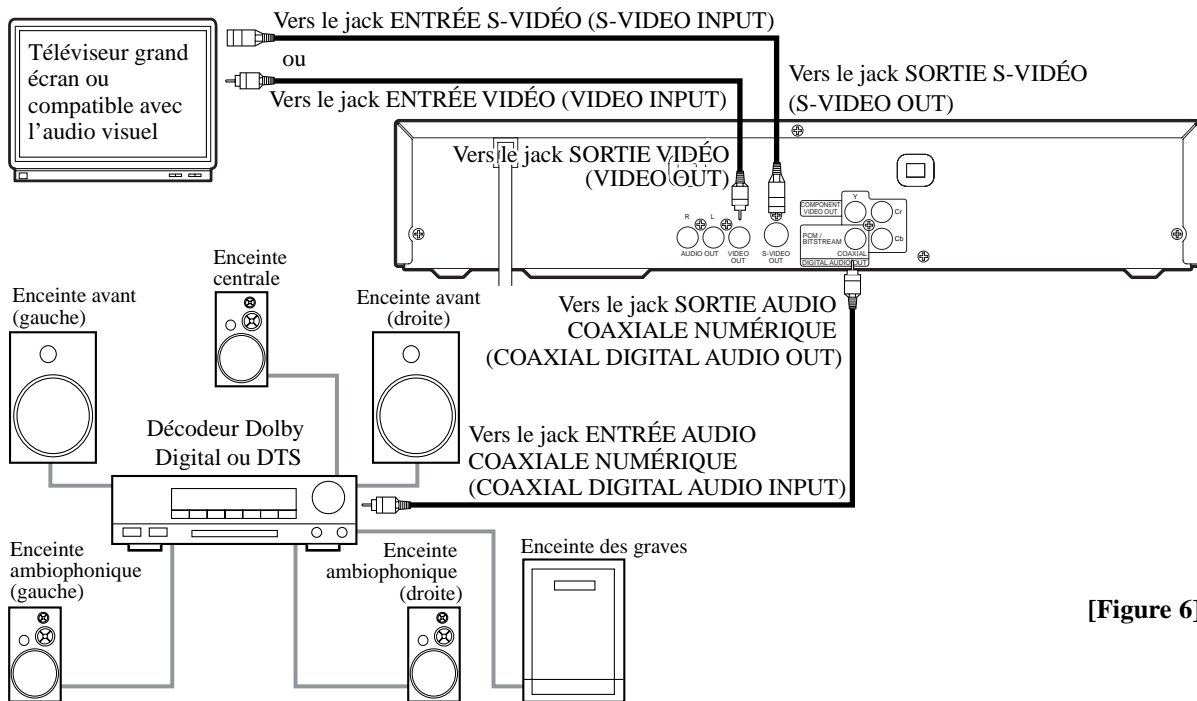 Vers le jack ENTRÉE S-VIDÉO (S-VIDEO INPUT)
ou
Vers le jack ENTRÉE VIDÉO (VIDEO INPUT)
Téléviseur grand
écran ou
compatible avec
l’audio visuel
Vers le jack SORTIE S-VIDÉO
(S-VIDEO OUT)
Vers le jack SORTIE VIDÉO
(VIDEO OUT)
R
L
AUDIO OUT
VIDEO
OUT
S-VIDEO
OUT
COMPONENT
VIDEO OUT
Y
Cr
Cb
PCM /
BITSTREAM
COAXIAL
DIGITAL AUDIO OUT
Enceinte
centrale
Enceinte avant
(gauche)
Enceinte avant
(droite)
Vers le jack SORTIE AUDIO
COAXIALE NUMÉRIQUE
(COAXIAL DIGITAL AUDIO OUT)
Décodeur Dolby
Digital ou DTS
Vers le jack ENTRÉE AUDIO
COAXIALE NUMÉRIQUE
(COAXIAL DIGITAL AUDIO INPUT)
Enceinte
ambiophonique
(gauche)
Enceinte
ambiophonique
(droite)
Enceinte des graves
[Figure 6]